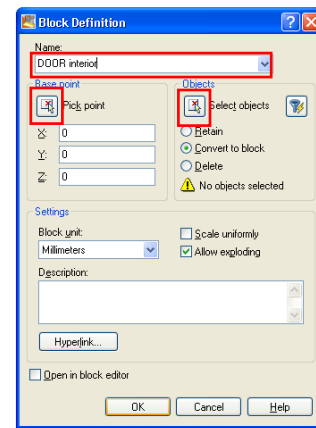 Block Definition
Name:
DOOR interior
Base point
Objects
Pick point
Select objects
X: 0
Retain
Y: 0
Convert to block
Z: 0
Delete
No objects selected
Settings
Block unit:
Scale uniformly
Millimeters
Allow exploding
Description:
Hyperlink...
Open in block editor
OK Cancel Help